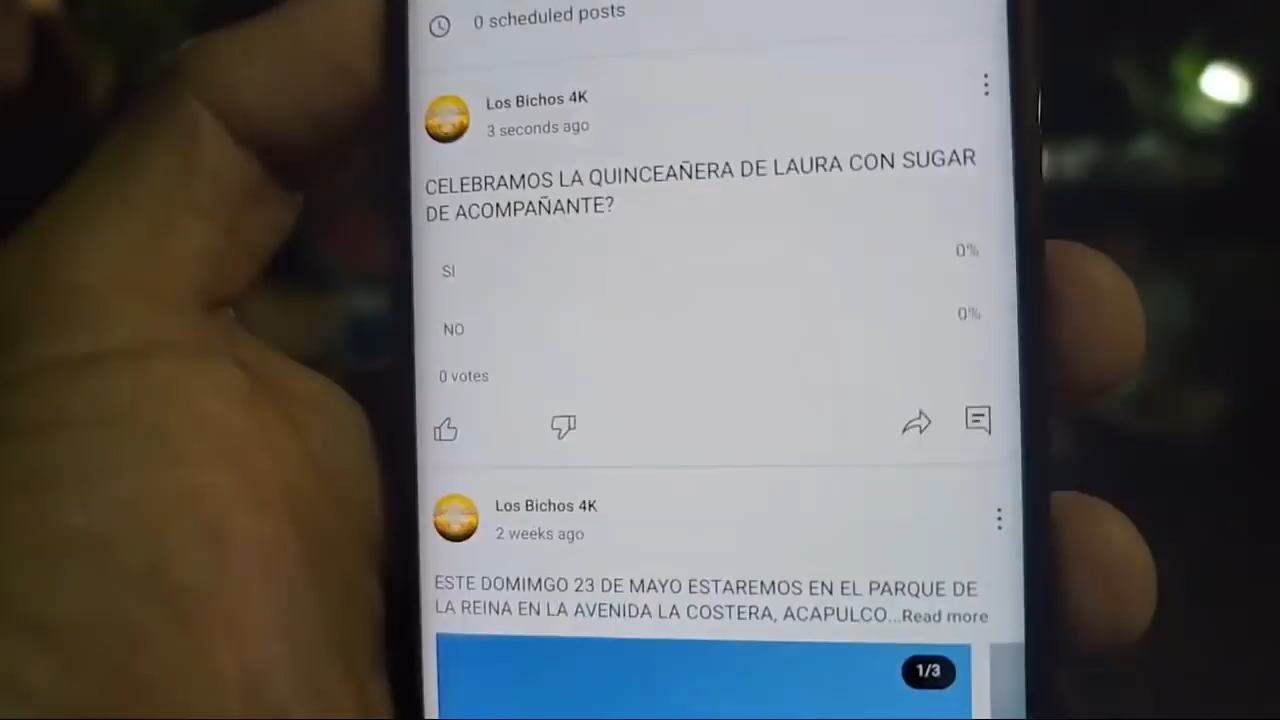 0 scheduled posts
Los Bichos 4K
3 seconds ago
CELEBRAMOS LA QUINCEAÑERA DE LAURA CON SUGAR
DE ACOMPAÑANTE?
SI 0%
NO 0%
0 votes
Los Bichos 4K
2 weeks ago
ESTE DOMIMGO 23 DE MAYO ESTAREMOS EN EL PARQUE DE
LA REINA EN LA AVENIDA LA COSTERA, ACAPULCO...Read more
1/3